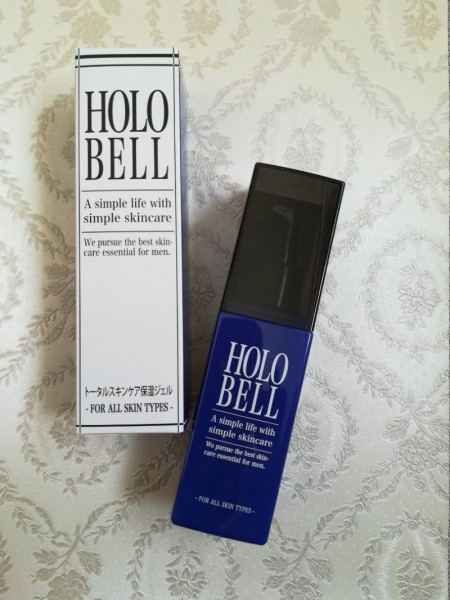 HOLO
BELL
A simple life with
simple skincare
We pursue the best skin-
care essential for men.
トータルスキンケア保湿ジェル
- FOR ALL SKIN TYPES -
HOLO
BELL
A simple life with
simple skincare
We pursue the best skin-
care essential for men.
- FOR ALL SKIN TYPES -